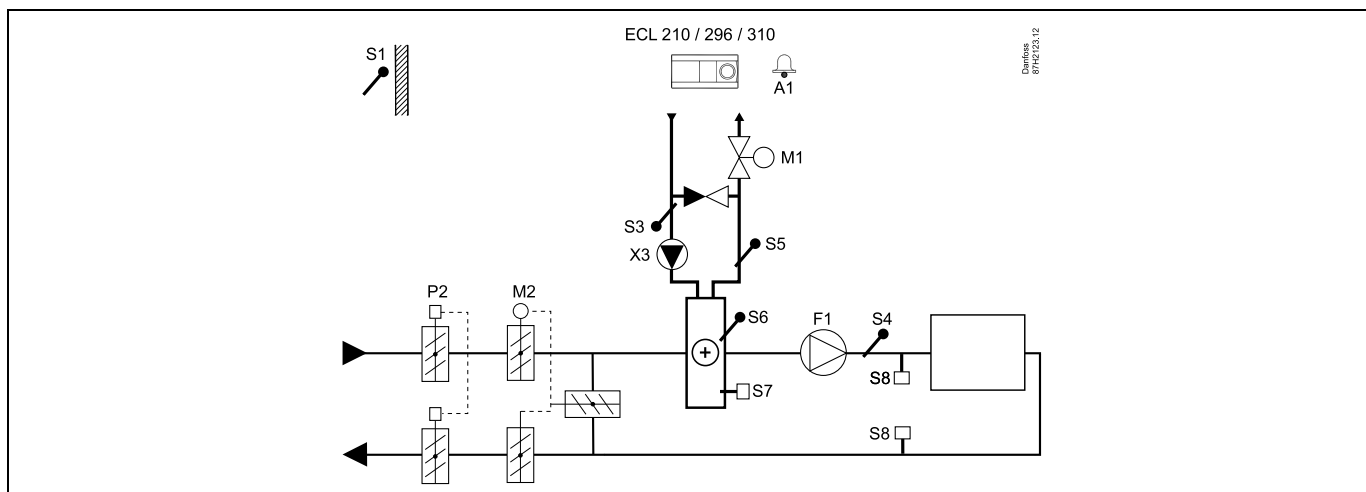 ECL 210 / 296 / 310
Danfoss
87H2123.12
S1
A1
M1
S3
S5
X3
P2
M2
S6
F1
S4
+
S8
S7
S8